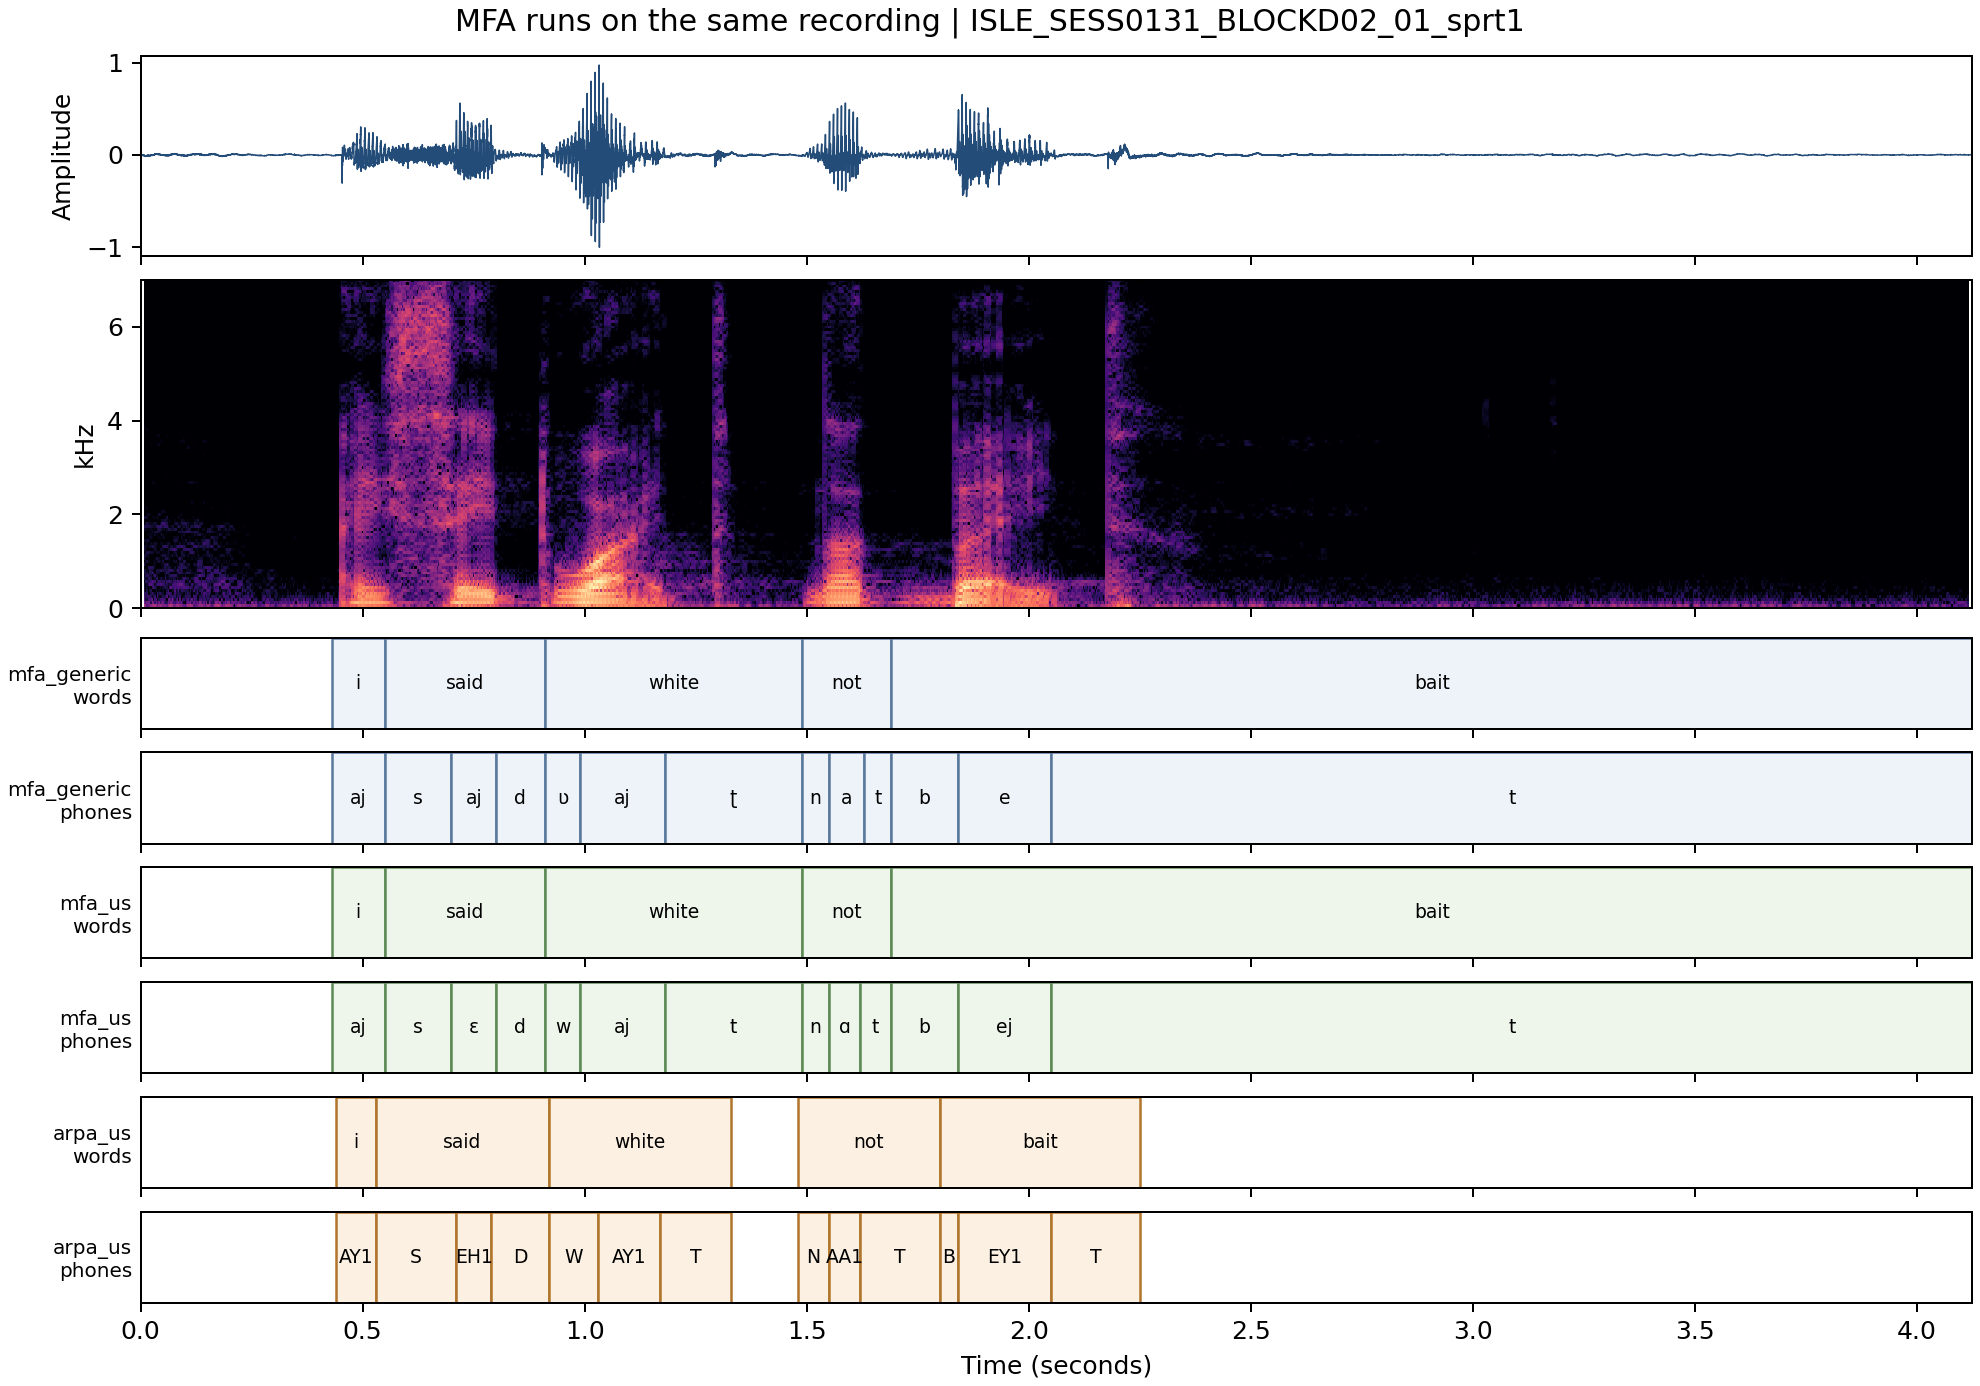 MFA runs on the same recording | ISLE_SESS0131_BLOCKD02_01_sprt1
Amplitude
1
0
−1
kHz
6
4
2
0
mfa_generic words
i said white not bait
mfa_generic phones
aj s aj d ʋ aj ʈ n a t b e t
mfa_us words
i said white not bait
mfa_us phones
aj s ɛ d w aj t n ɑ t b ej t
arpa_us words
i said white not bait
arpa_us phones
AY1 S EH1 D W AY1 T N AA1 T B EY1 T
0.0 0.5 1.0 1.5 2.0 2.5 3.0 3.5 4.0
Time (seconds)